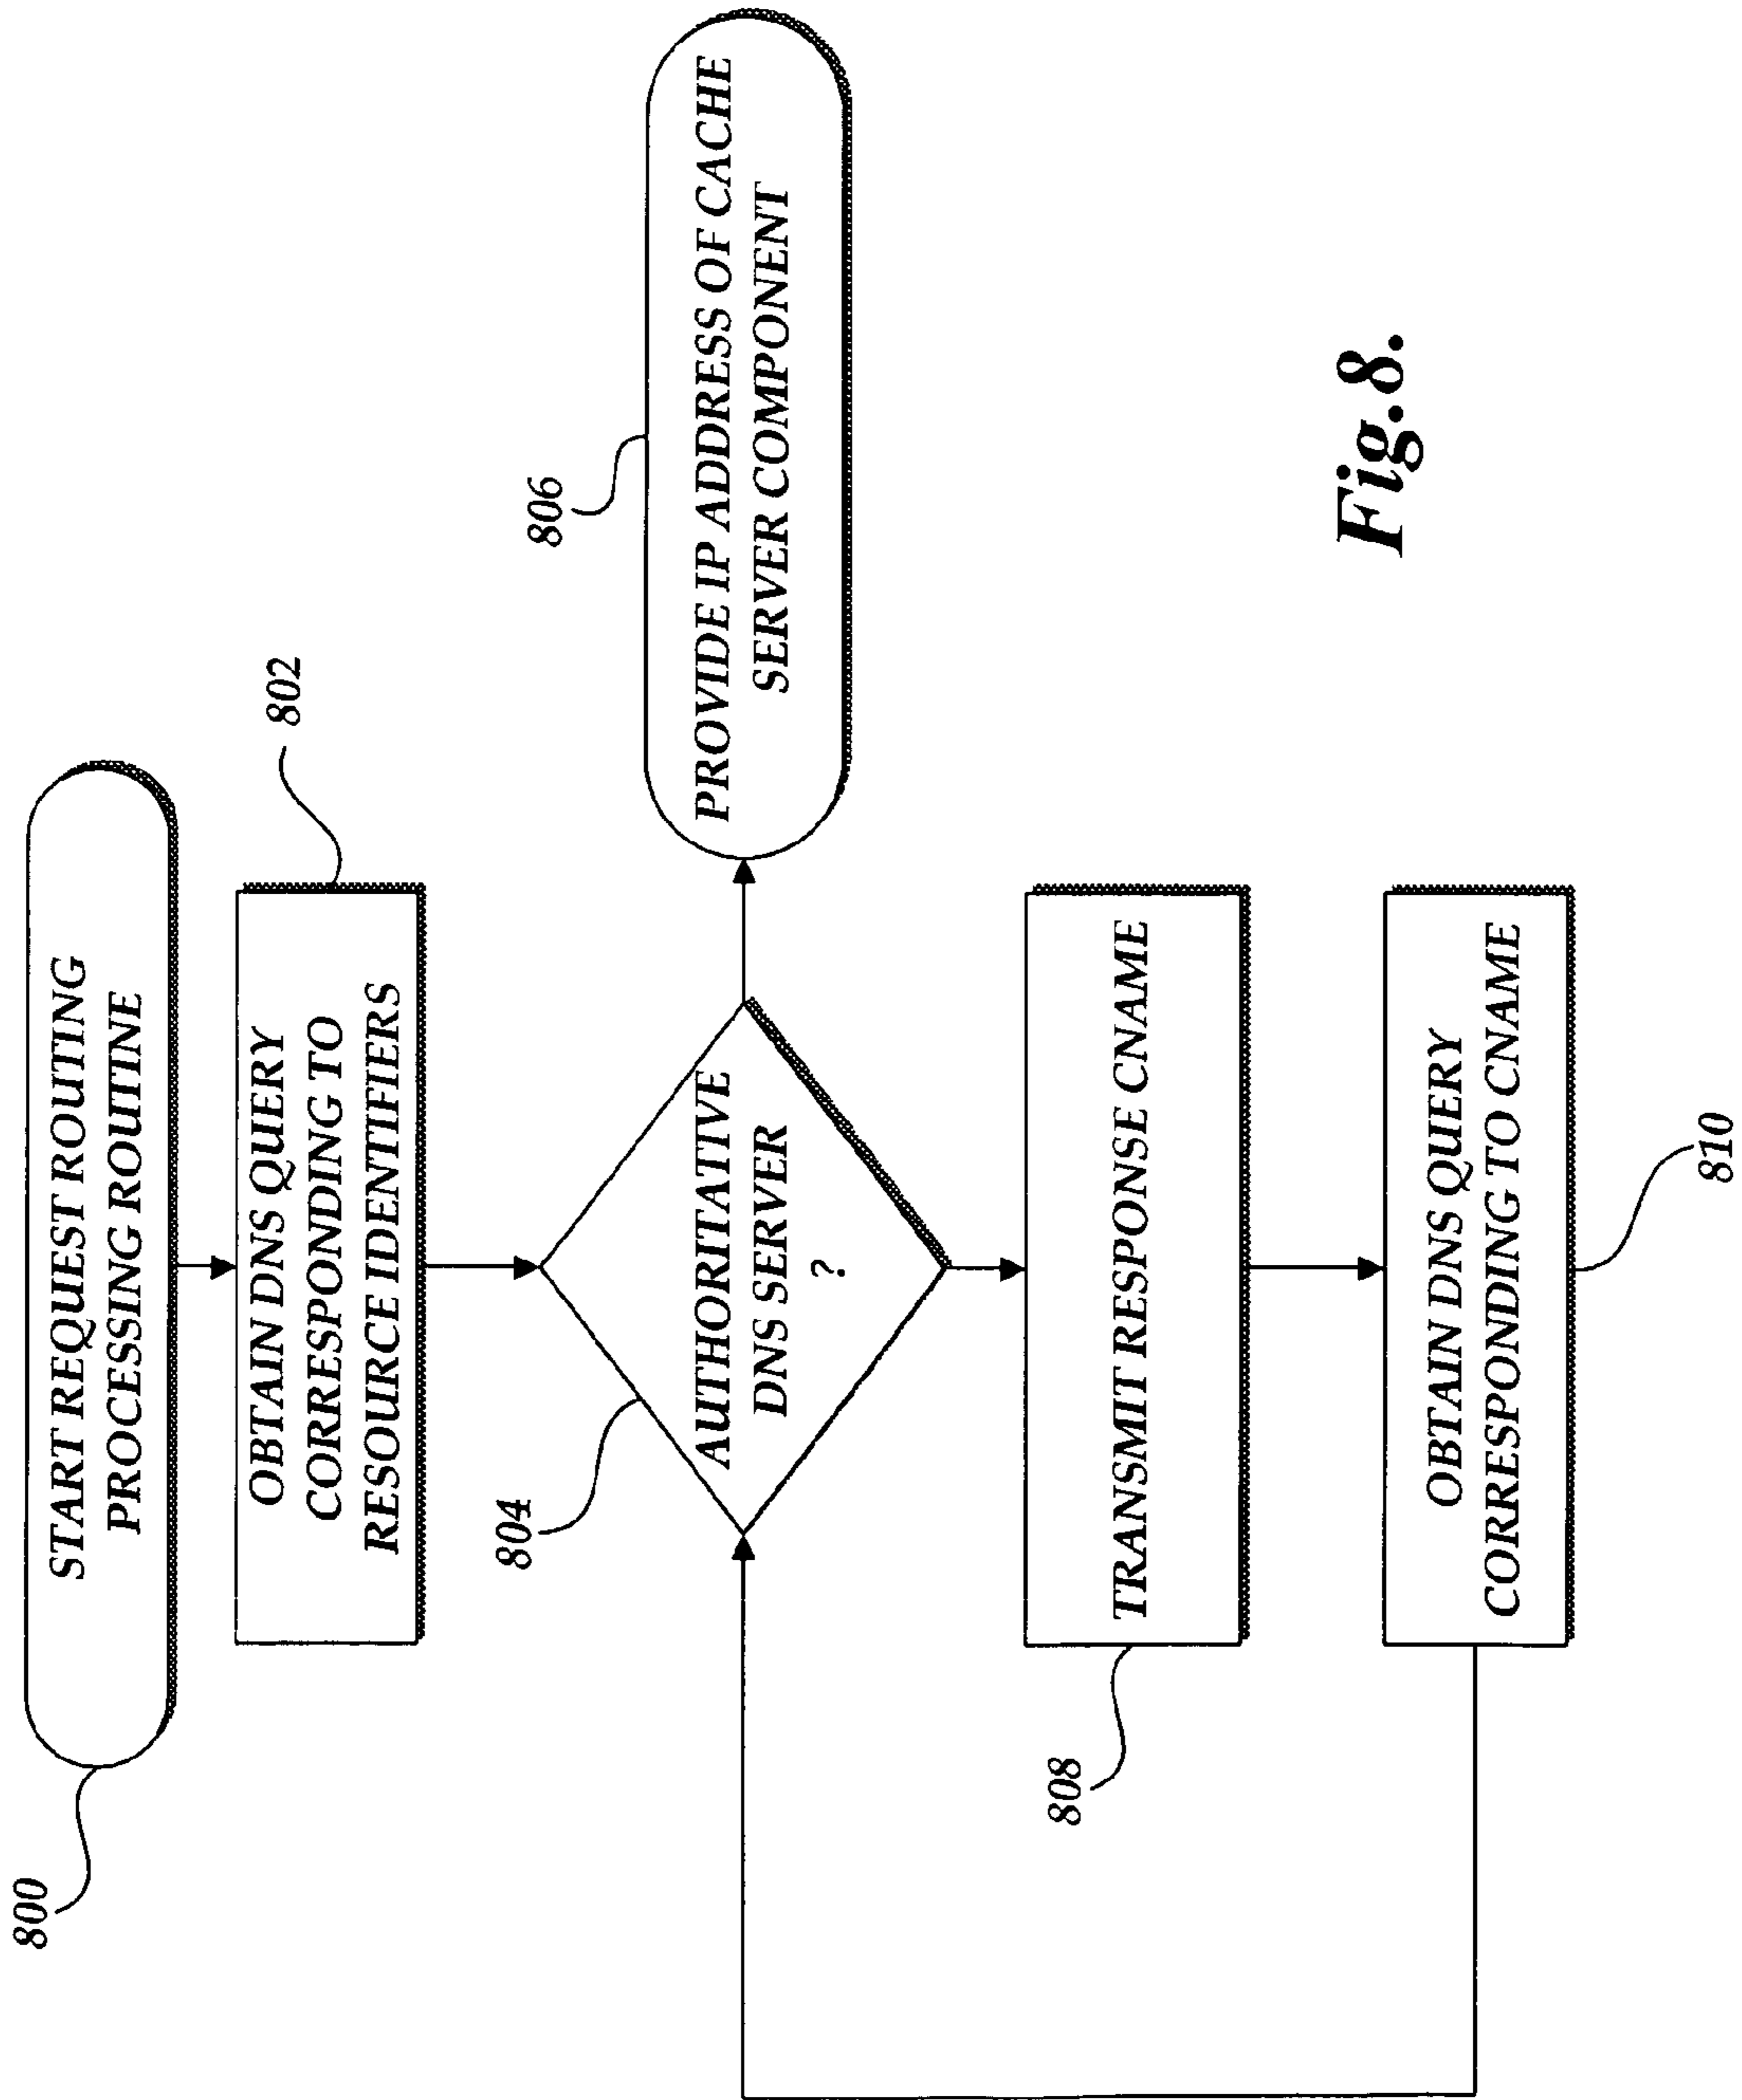 800
START REQUEST ROUTING
PROCESSING ROUTINE
802
OBTAIN DNS QUERY
CORRESPONDING TO
RESOURCE IDENTIFIERS
804
AUTHORITATIVE
DNS SERVER
?
806
PROVIDE IP ADDRESS OF CACHE
SERVER COMPONENT
808
TRANSMIT RESPONSE CNAME
OBTAIN DNS QUERY
CORRESPONDING TO CNAME
810
Fig.8.